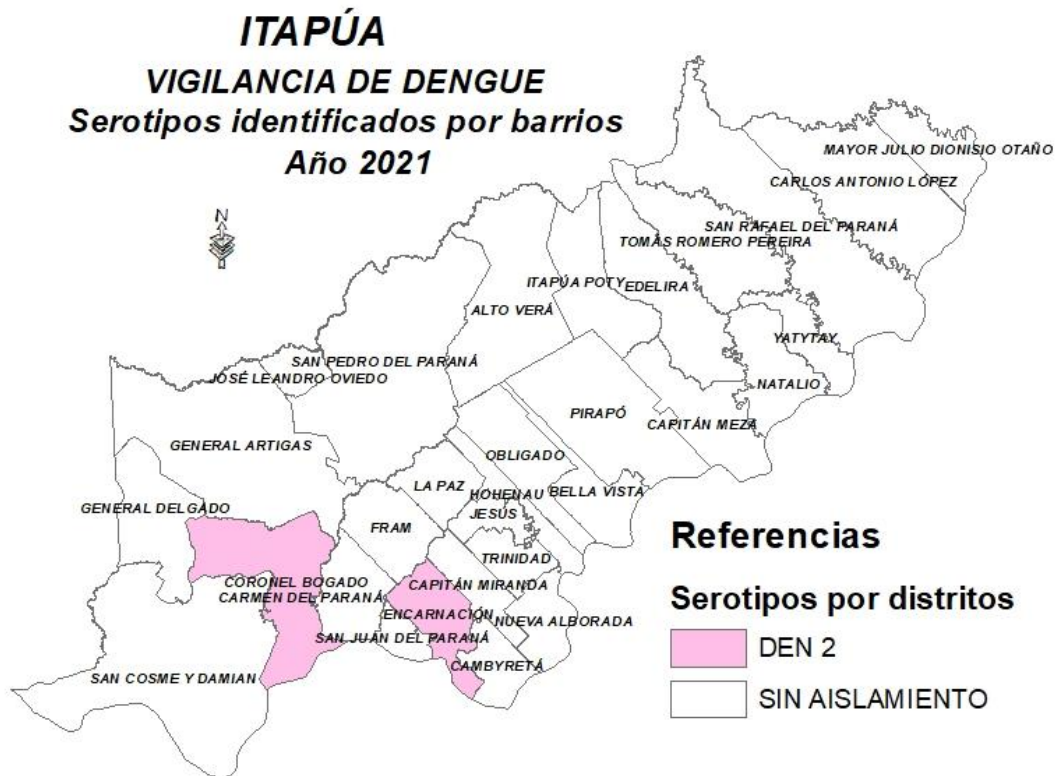 ITAPÚA
VIGILANCIA DE DENGUE
Serotipos identificados por barrios
Año 2021
N
MAYOR JULIO DIONISIO OTAÑO
CARLOS ANTONIO LÓPEZ
SAN RAFAEL DEL PARANÁ
TOMÁS ROMERO PEREIRA
ITAPÚA POTY
EDELIRA
ALTO VERÁ
YATYTAY
SAN PEDRO DEL PARANÁ
JOSÉ LEANDRO OVIEDO
NATALIO
PIRAPÓ
CAPITÁN MEZA
GENERAL ARTIGAS
OBLIGADO
LA PAZ
HOHENAU
BELLA VISTA
GENERAL DELGADO
JESÚS
FRAM
TRINIDAD
CORONEL BOGADO
CAPITÁN MIRANDA
CARMEN DEL PARANÁ
ENCARNACIÓN
NUEVA ALBORADA
SAN JUAN DEL PARANÁ
CAMBYRETÁ
SAN COSME Y DAMIAN
Referencias
Serotipos por distritos
DEN 2
SIN AISLAMIENTO